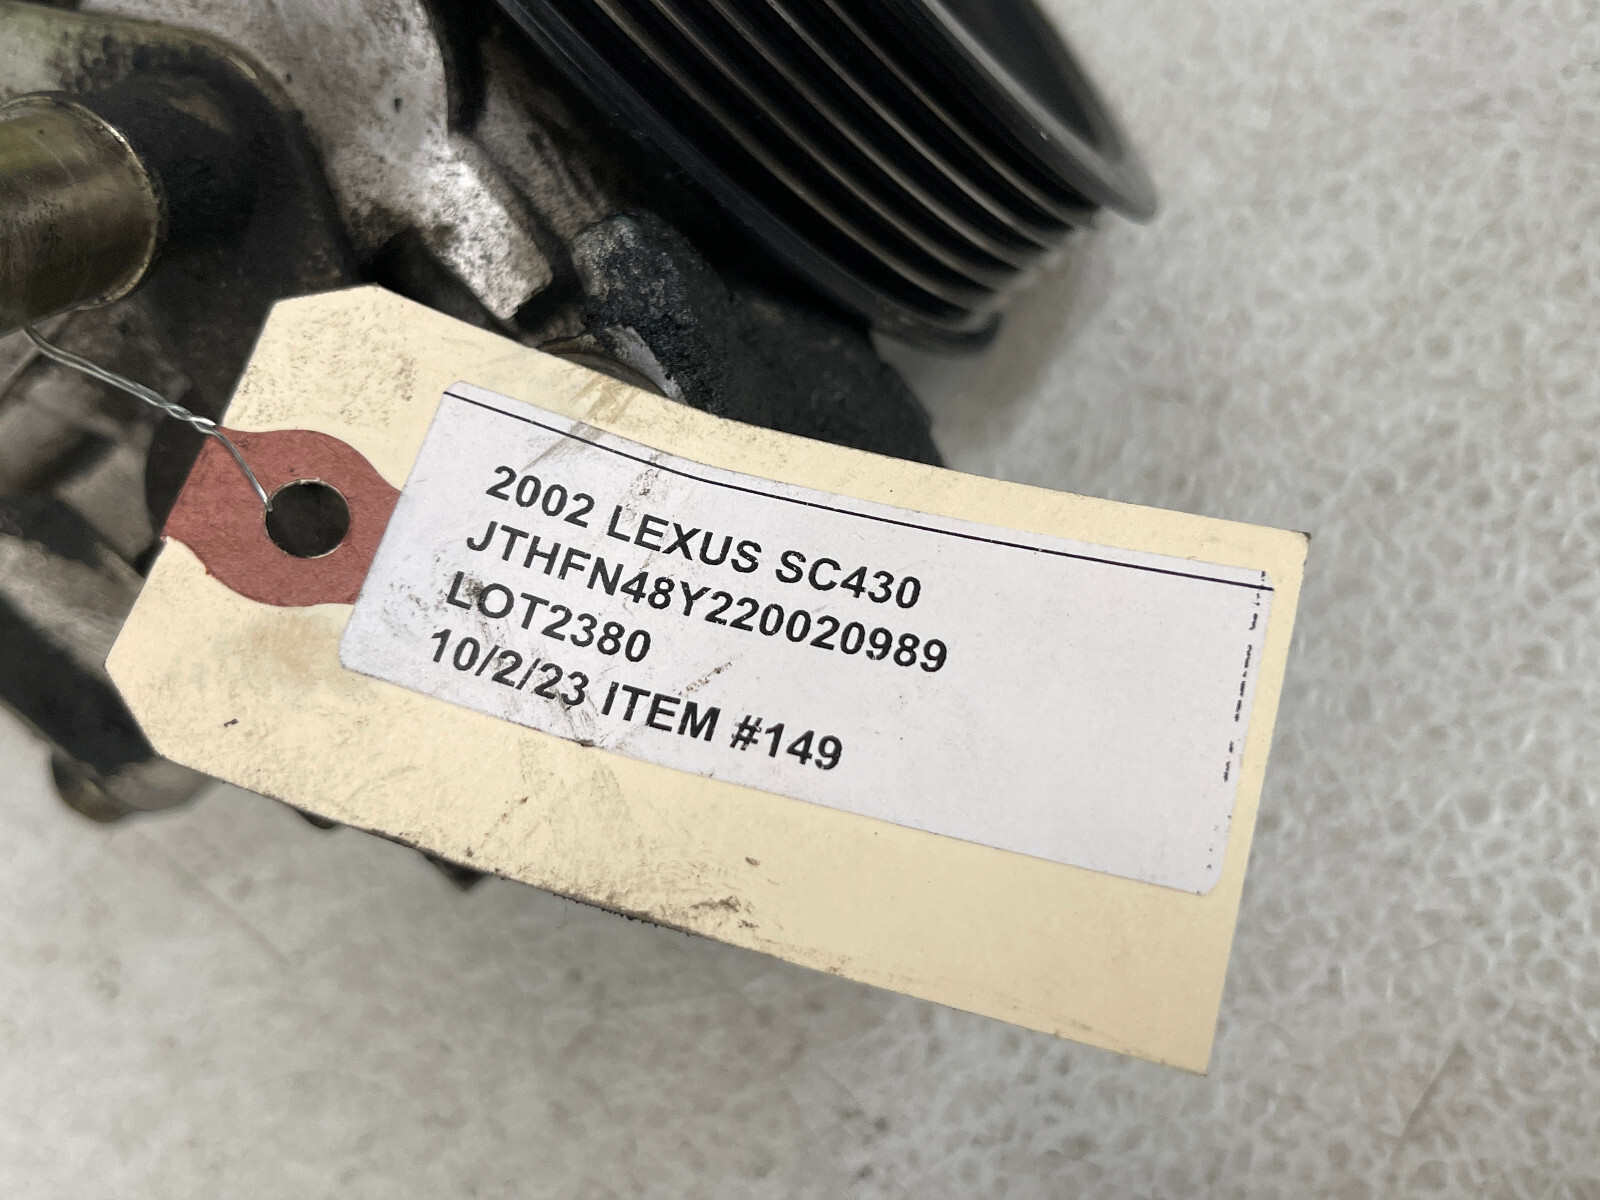 2002 LEXUS SC430
JTHFN48Y220020989
LOT2380
10/2/23 ITEM #149